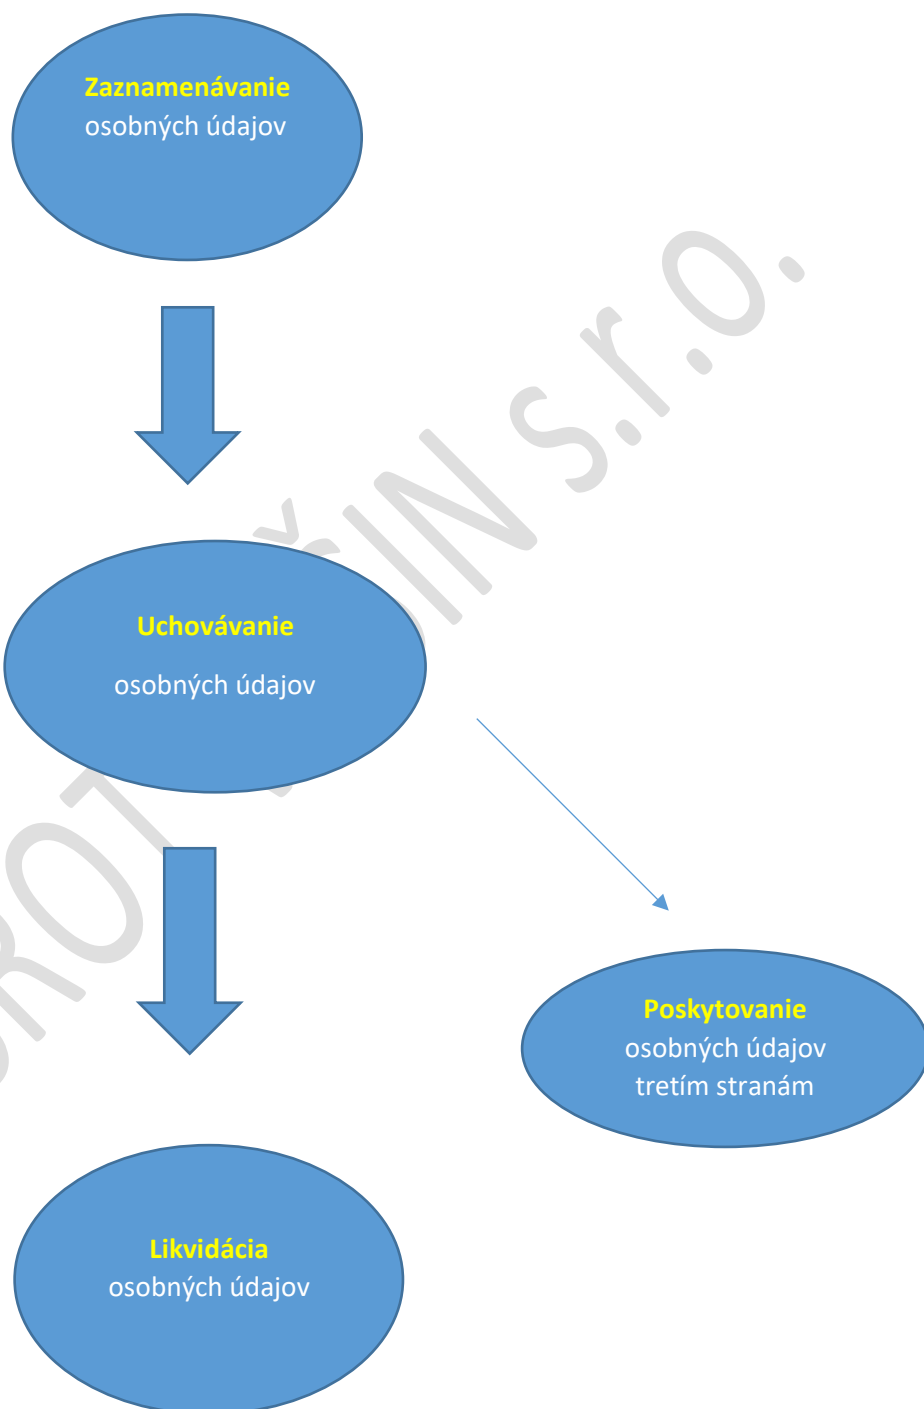 Zaznamenávanie
osobných údajov
Uchovávanie
osobných údajov
Poskytovanie
osobných údajov
tretím stranám
Likvidácia
osobných údajov
s.r.o.